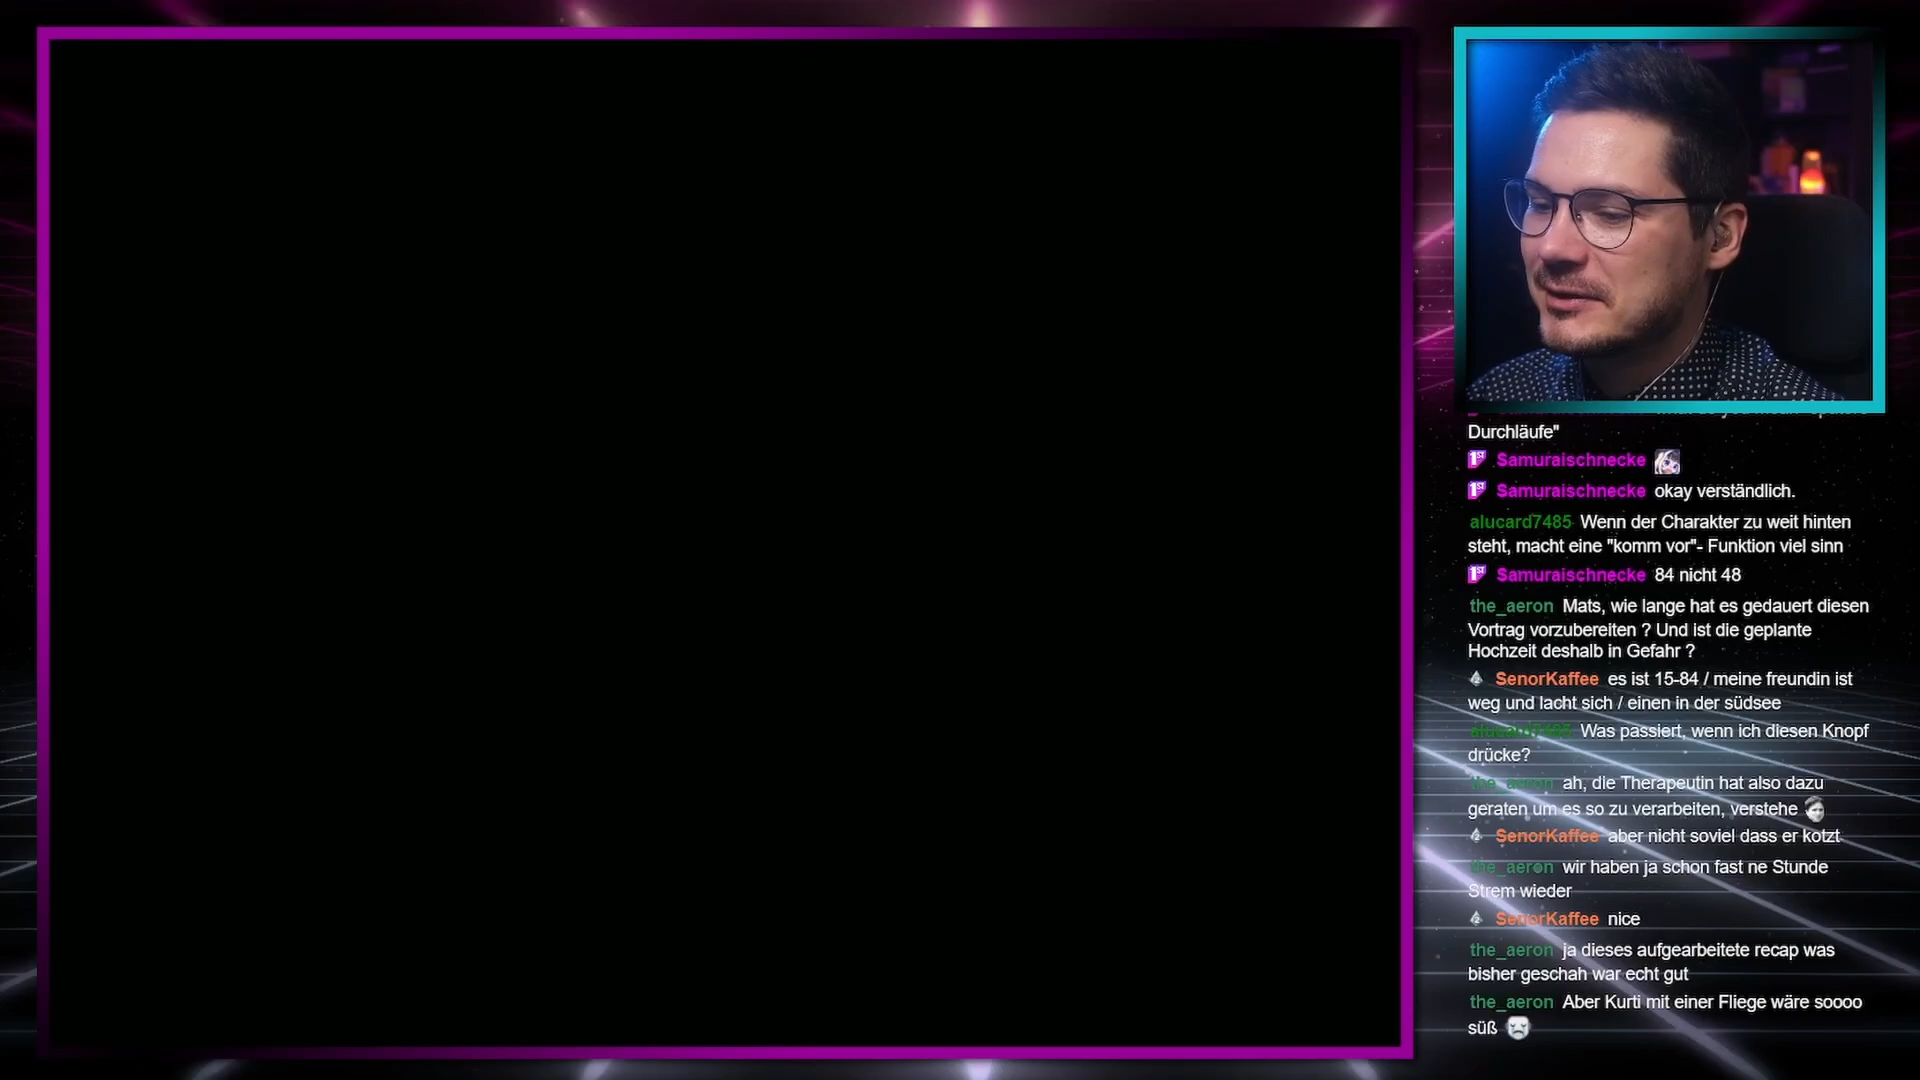 Durchläufe"
Samuraischnecke
Samuraischnecke okay verständlich.
alucard7485 Wenn der Charakter zu weit hinten
steht, macht eine "komm vor"- Funktion viel sinn
Samuraischnecke 84 nicht 48
the_aeron Mats, wie lange hat es gedauert diesen
Vortrag vorzubereiten ? Und ist die geplante
Hochzeit deshalb in Gefahr ?
SenorKaffee es ist 15-84 / meine freundin ist
weg und lacht sich / einen in der südsee
alucard7485 Was passiert, wenn ich diesen Knopf
drücke?
the_aeron ah, die Therapeutin hat also dazu
geraten um es so zu verarbeiten, verstehe
SenorKaffee aber nicht soviel dass er kotzt
the_aeron wir haben ja schon fast ne Stunde
Strem wieder
SenorKaffee nice
the_aeron ja dieses aufgearbeitete recap was
bisher geschah war echt gut
the_aeron Aber Kurti mit einer Fliege wäre soooo
süß